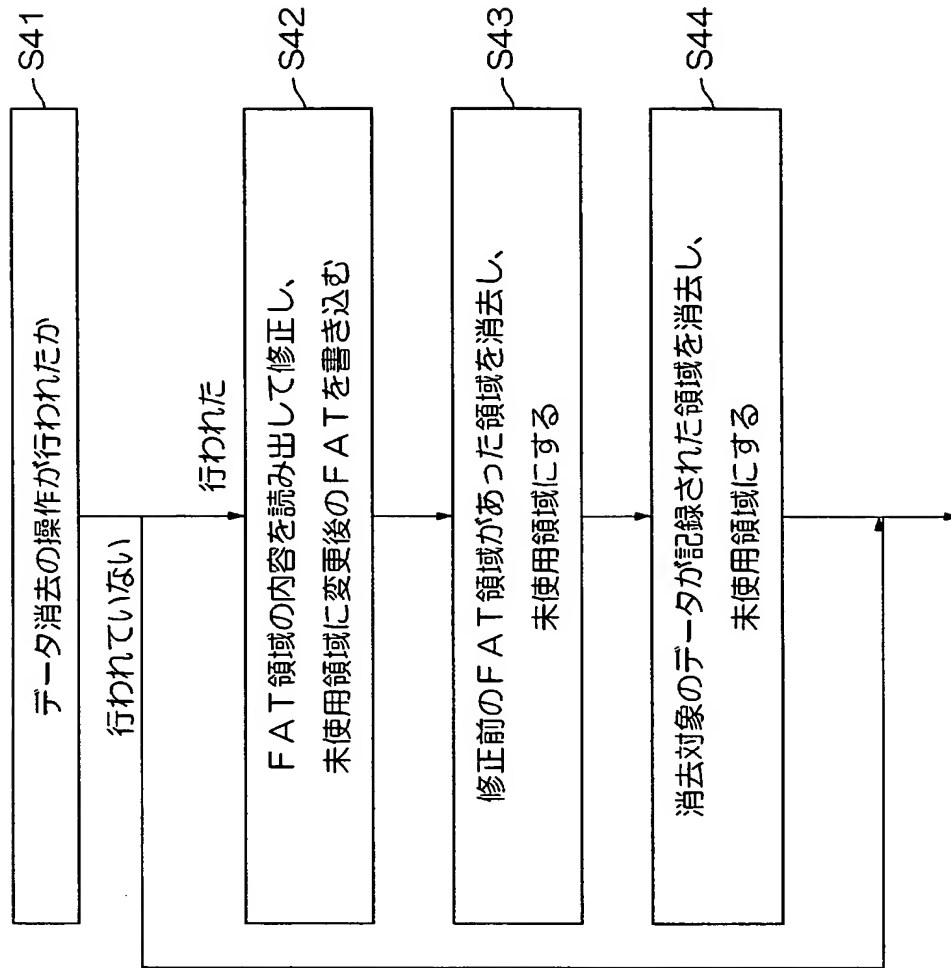 データ消去の操作が行われたか
S41
行われていない
行われた
ＦＡＴ領域の内容を読み出して修正し、
未使用領域に変更後のＦＡＴを書き込む
S42
修正前のＦＡＴ領域があった領域を消去し、
未使用領域にする
S43
消去対象のデータが記録された領域を消去し、
未使用領域にする
S44